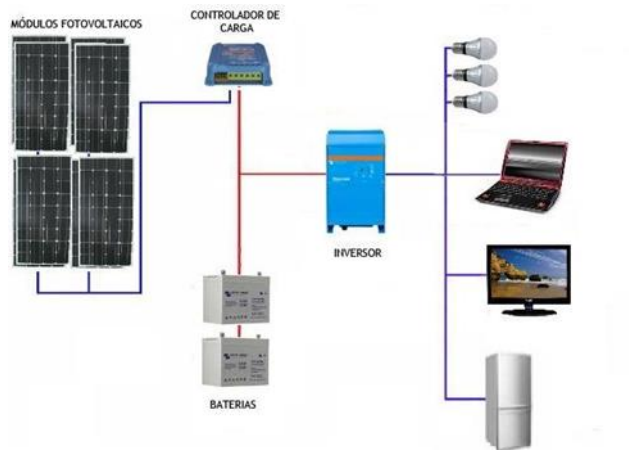 MÓDULOS FOTOVOLTAICOS
CONTROLADOR DE
CARGA
INVERSOR
BATERIAS